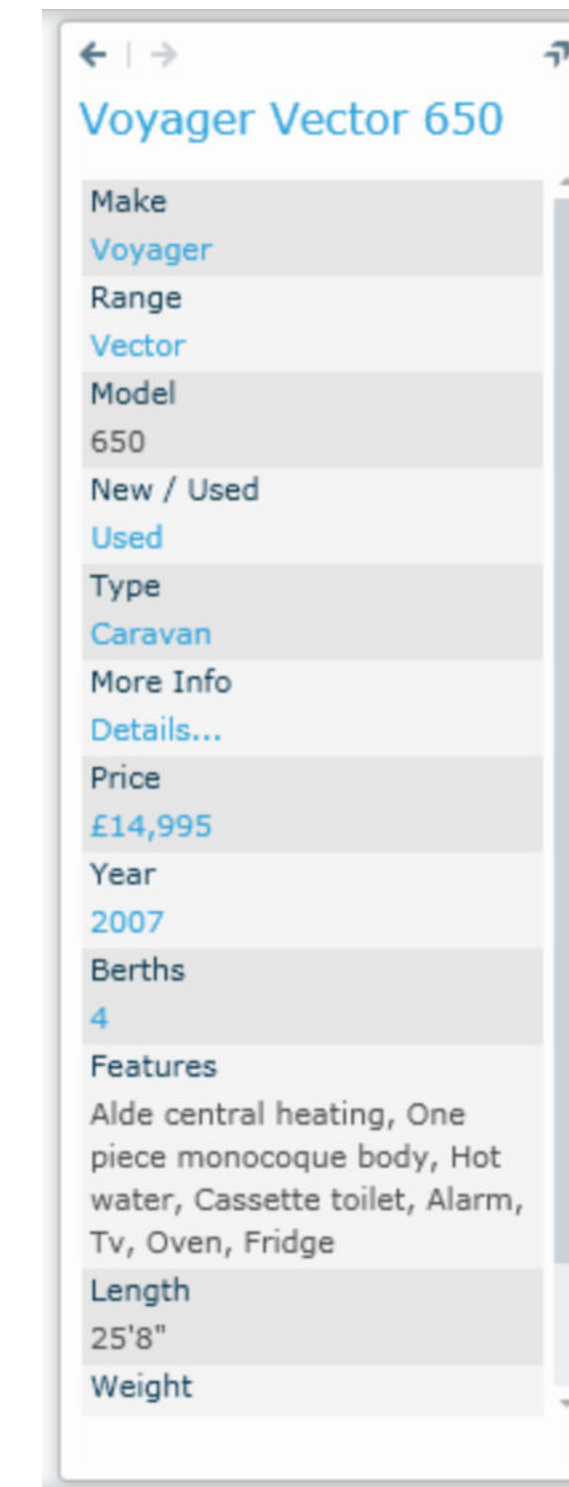 Voyager Vector 650
Make
Voyager
Range
Vector
Model
650
New / Used
Used
Type
Caravan
More Info
Details...
Price
£14,995
Year
2007
Berths
4
Features
Alde central heating, One
piece monocoque body, Hot
water, Cassette toilet, Alarm,
Tv, Oven, Fridge
Length
25'8"
Weight